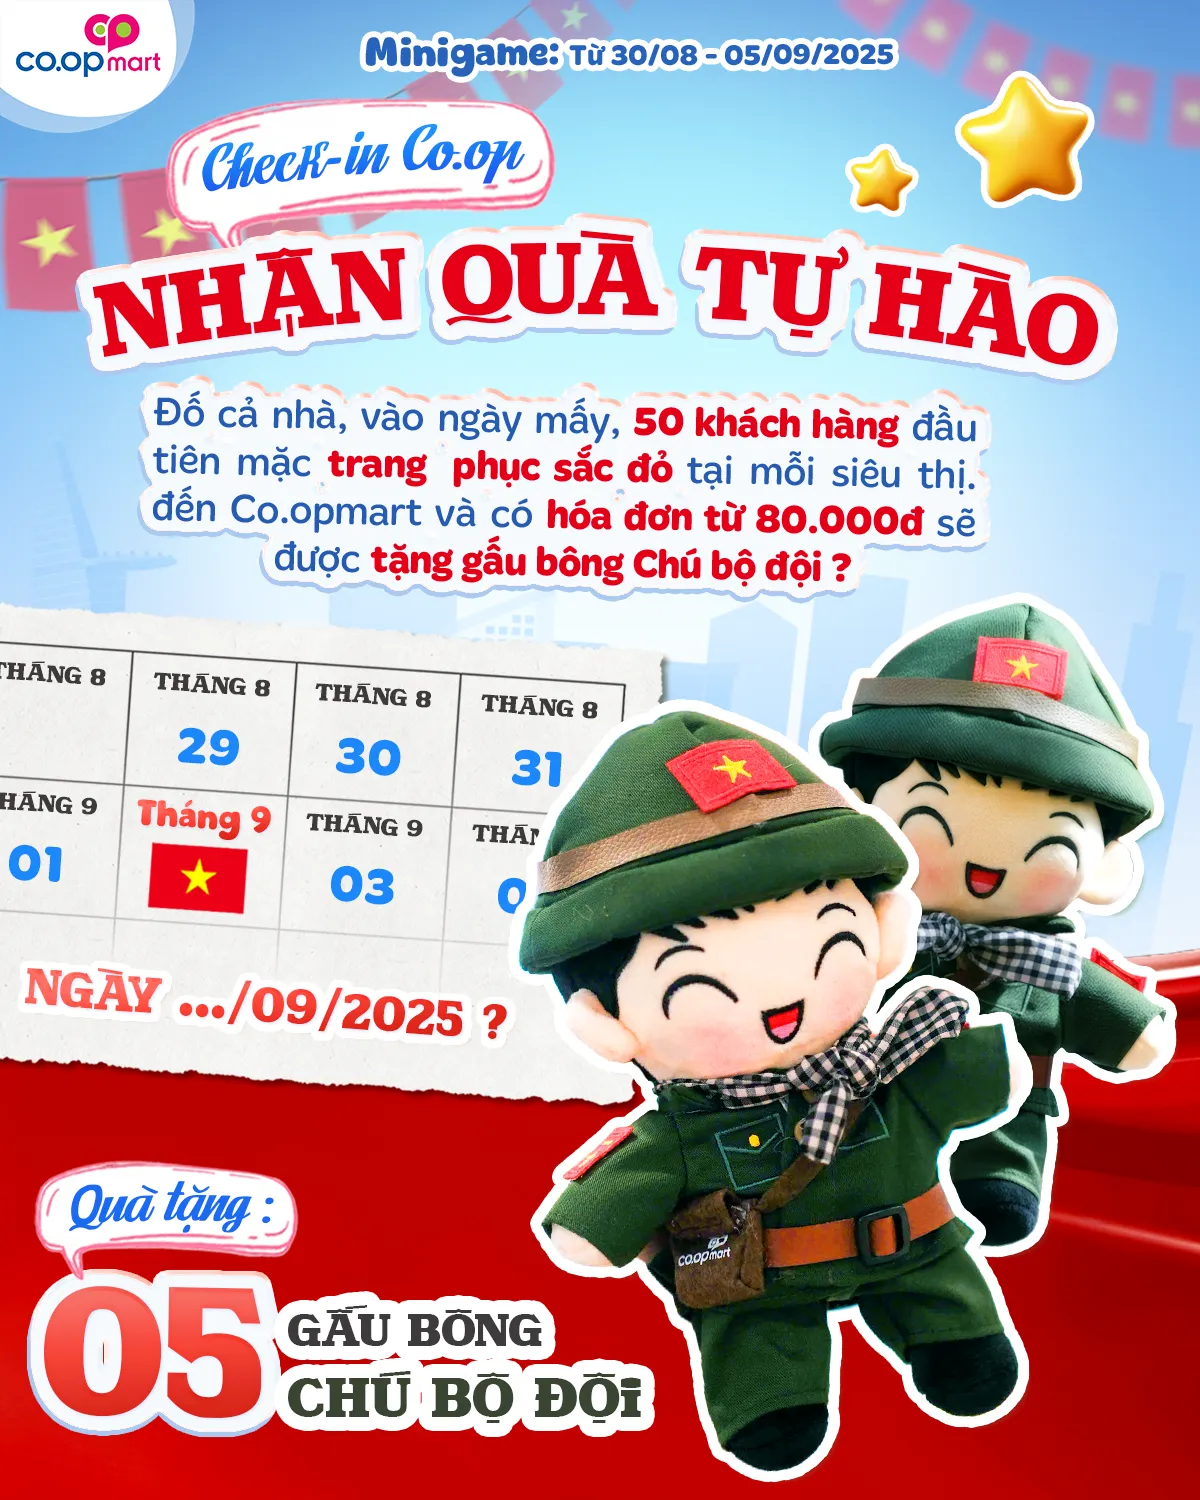 co.opmart
Minigame: Từ 30/08 - 05/09/2025
Check-in Co.op
NHẬN QUÀ TỰ HÀO
Đố cả nhà, vào ngày mấy, 50 khách hàng đầu
tiên mặc trang phục sắc đỏ tại mỗi siêu thị.
đến Co.opmart và có hóa đơn từ 80.000đ sẽ
được tặng gấu bông Chú bộ đội ?
THÁNG 8 THÁNG 8 THÁNG 8 THÁNG 8
29 30 31
THÁNG 9 Tháng 9 THÁNG 9
01 03
NGÀY .../09/2025 ?
co.opmart
Quà tặng :
05 GẤU BÔNG
CHÚ BỘ ĐỘI